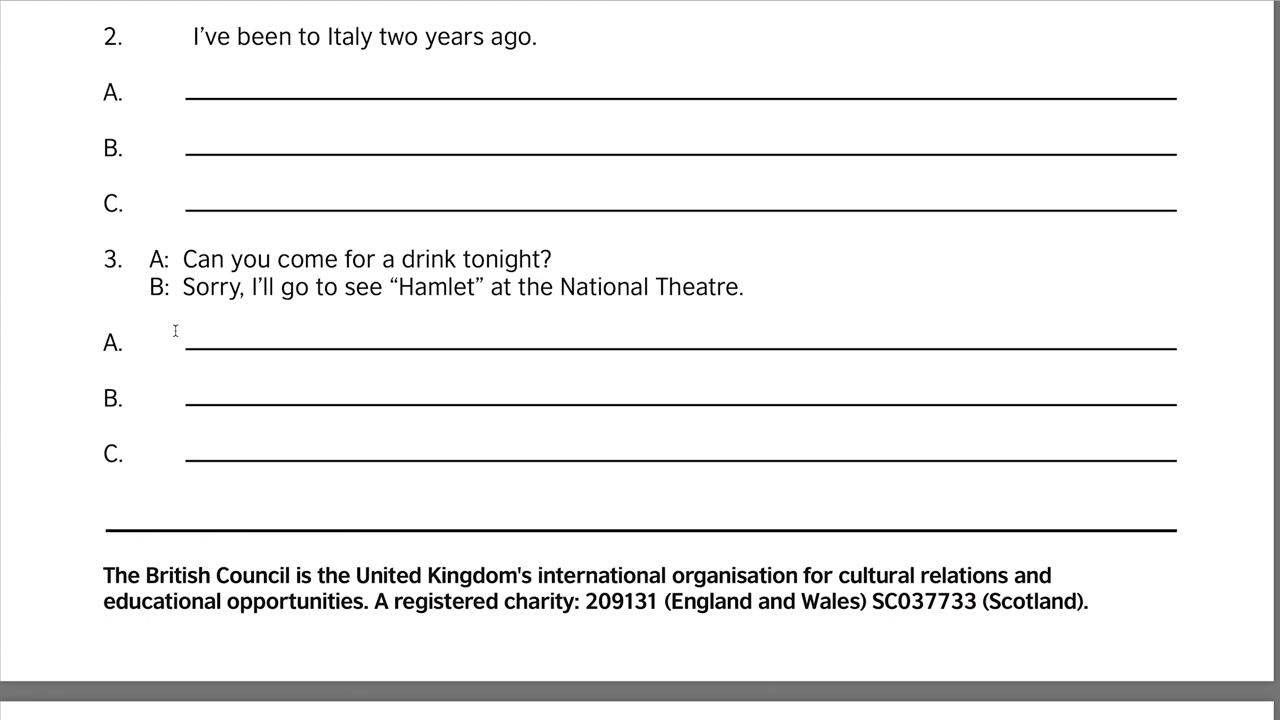 2. I’ve been to Italy two years ago.
A.
B.
C.
3. A: Can you come for a drink tonight?
B: Sorry, I’ll go to see “Hamlet” at the National Theatre.
A.
B.
C.
The British Council is the United Kingdom's international organisation for cultural relations and
educational opportunities. A registered charity: 209131 (England and Wales) SC037733 (Scotland).